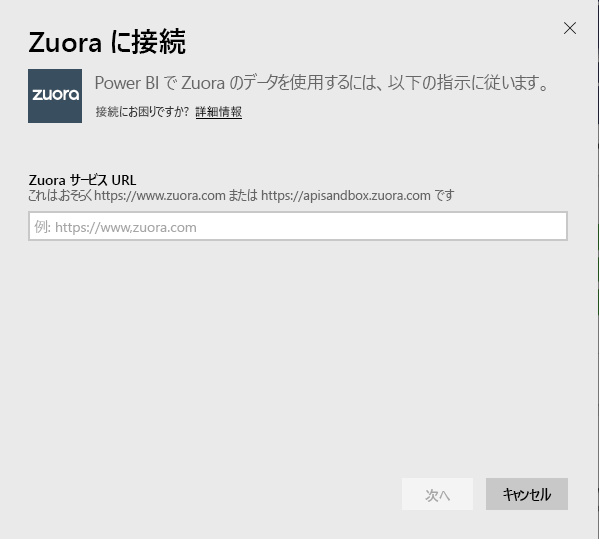 Zuora に接続
zuora
Power BI で Zuora のデータを使用するには、以下の指示に従います。
接続にお困りですか? 詳細情報
Zuora サービス URL
これはおそらく https://www.zuora.com または https://apisandbox.zuora.com です
例: https://www.zuora.com
次へ
キャンセル